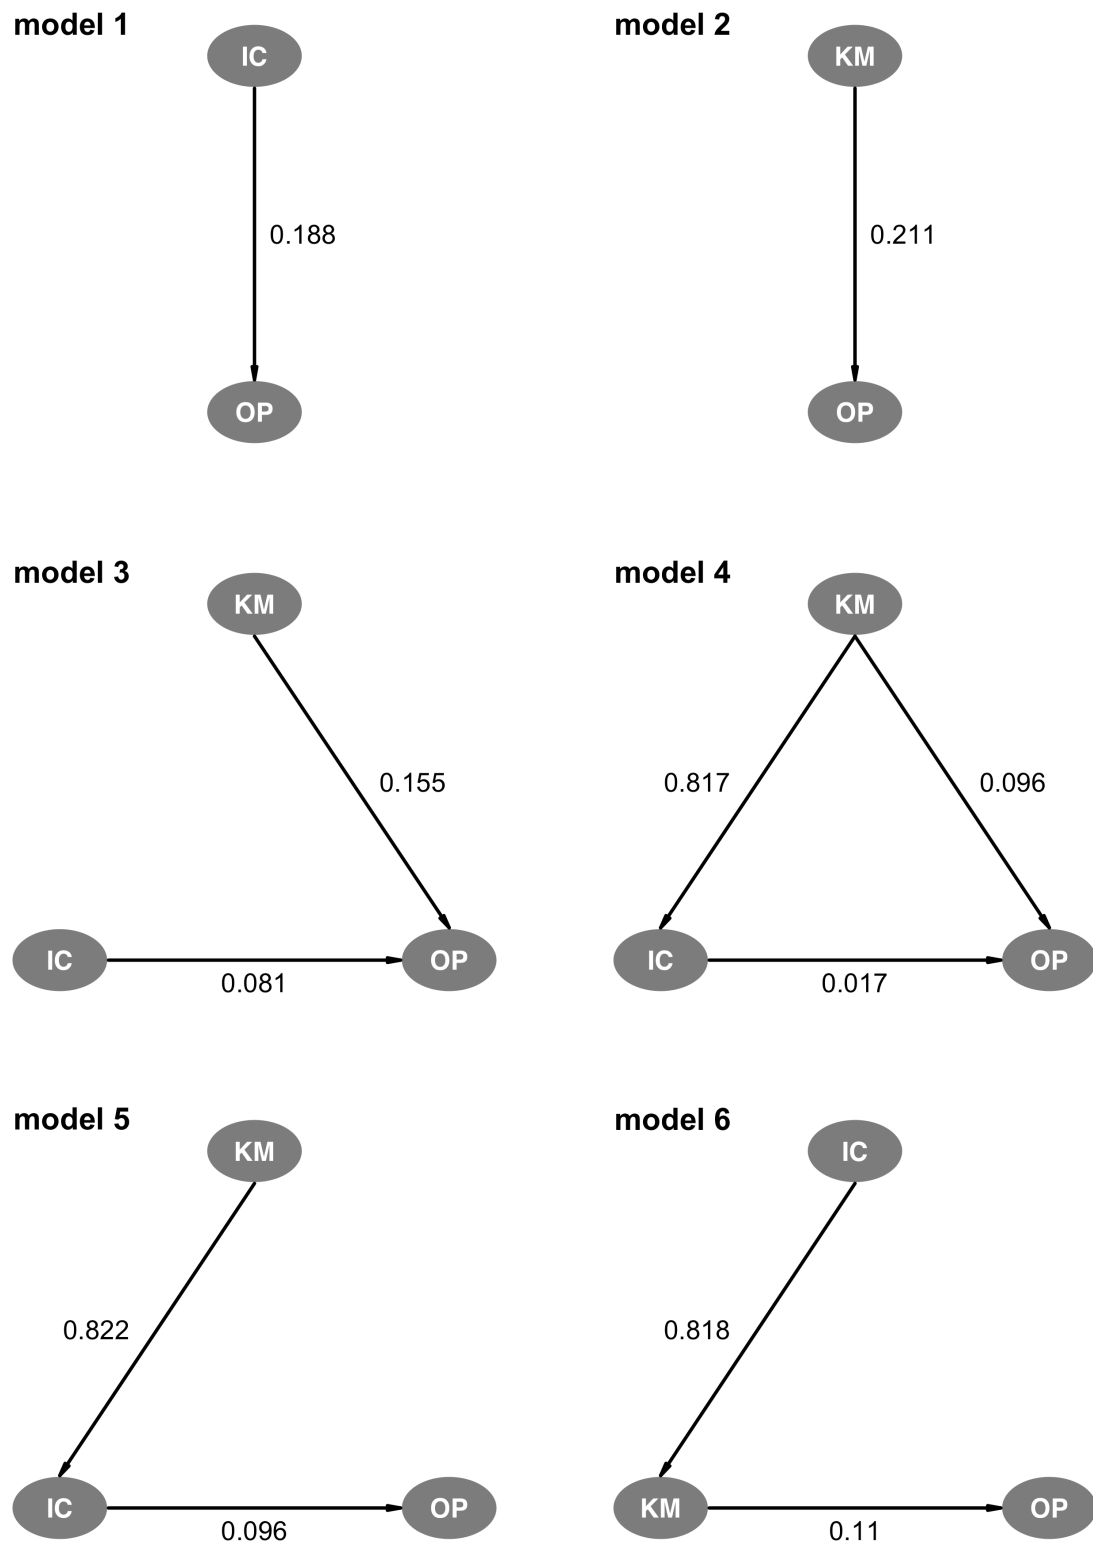 model 1
IC
0.188
OP
model 2
KM
0.211
OP
model 3
KM
0.155
IC
0.081
OP
model 4
KM
0.817
0.096
IC
0.017
OP
model 5
KM
0.822
IC
0.096
OP
model 6
IC
0.818
KM
0.11
OP